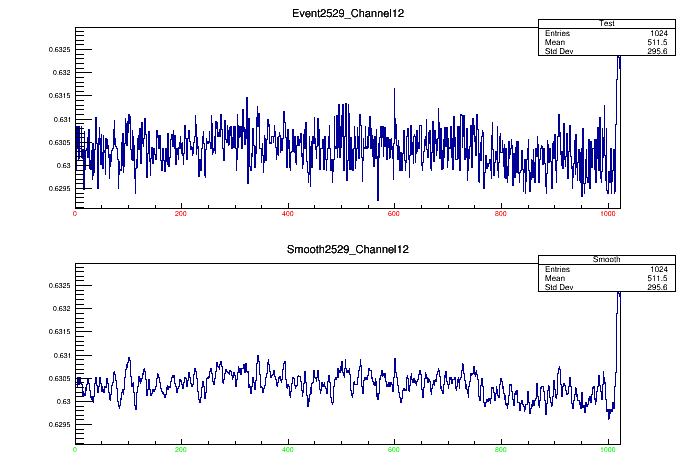 Event2529_Channel12
Test
Entries 1024
Mean 511.5
Std Dev 295.6
0.6325
0.632
0.6315
0.631
0.6305
0.63
0.6295
0 200 400 600 800 1000
Smooth2529_Channel12
Smooth
Entries 1024
Mean 511.5
Std Dev 295.6
0.6325
0.632
0.6315
0.631
0.6305
0.63
0.6295
0 200 400 600 800 1000